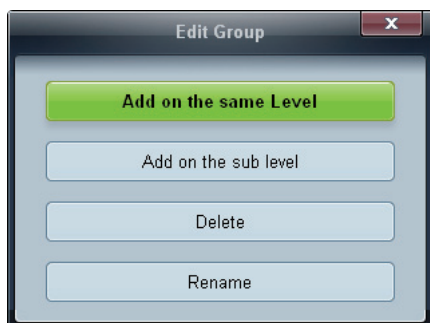 Edit Group
x
Add on the same Level
Add on the sub level
Delete
Rename